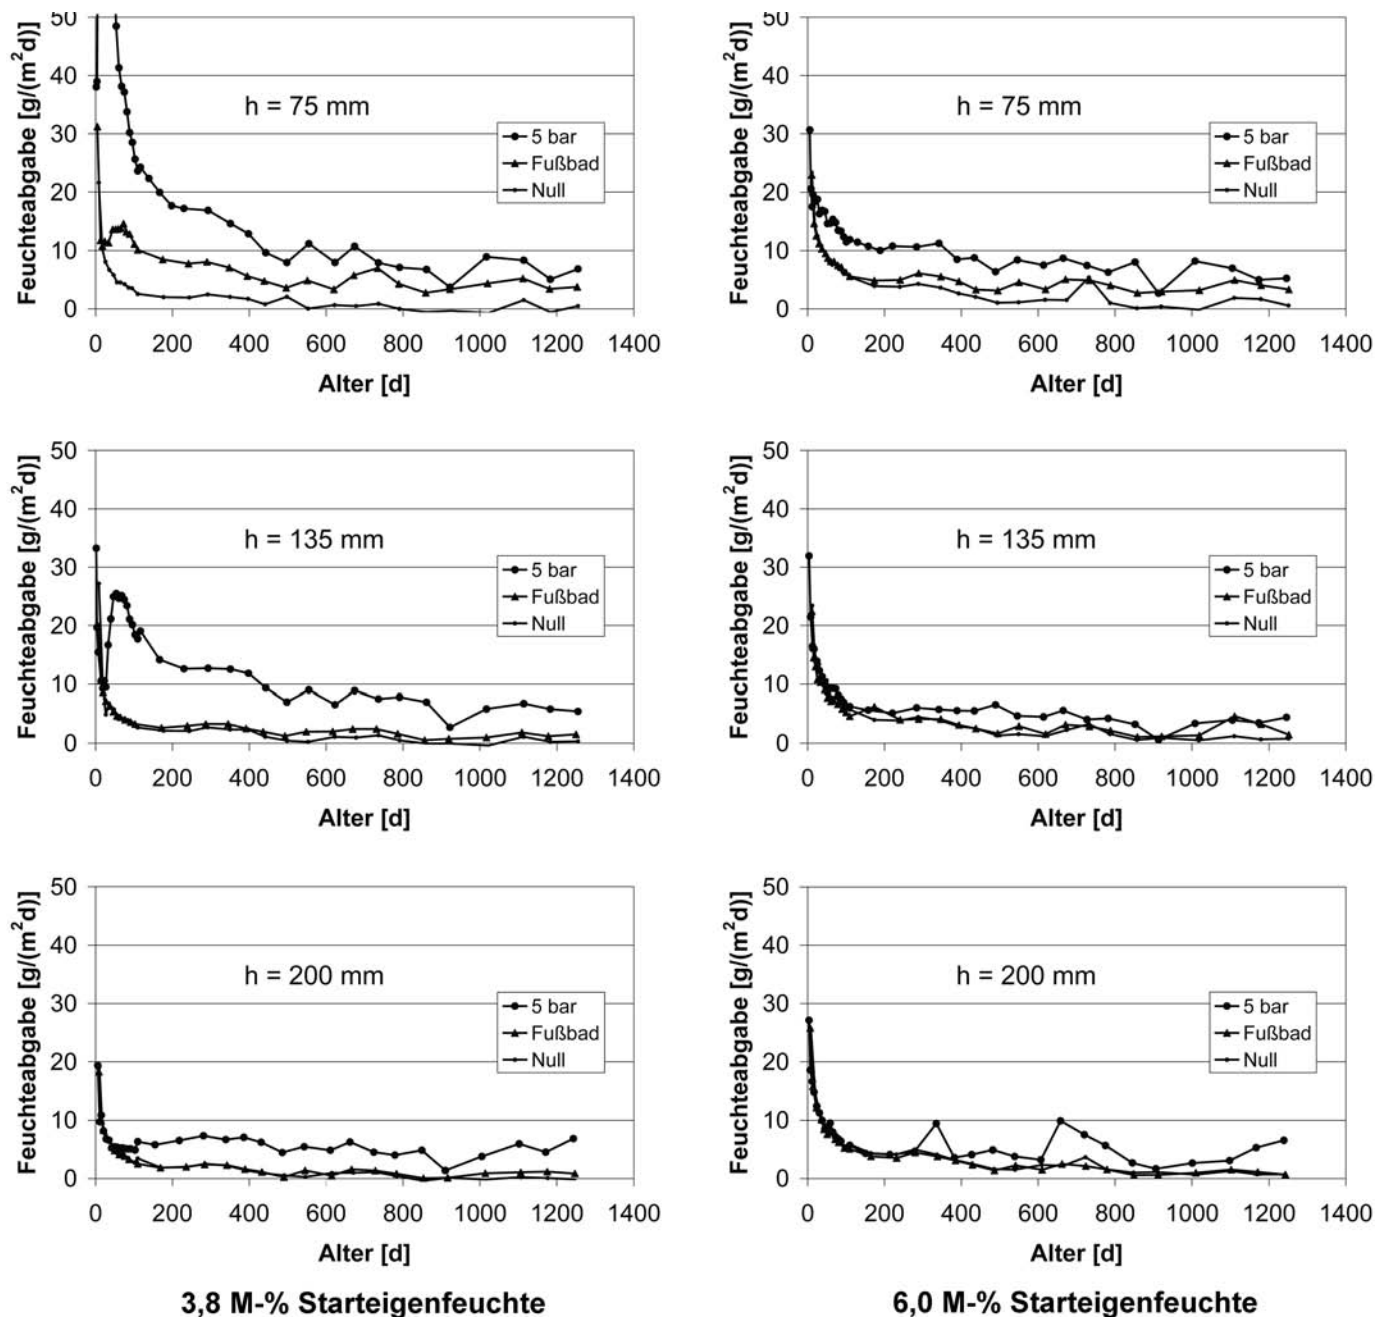 Feuchteabgabe [g/(m²d)]
50
40
30
20
10
0
h = 75 mm
5 bar
Fußbad
Null
0 200 400 600 800 1000 1200 1400
Alter [d]
Feuchteabgabe [g/(m²d)]
50
40
30
20
10
0
h = 75 mm
5 bar
Fußbad
Null
0 200 400 600 800 1000 1200 1400
Alter [d]
Feuchteabgabe [g/(m²d)]
50
40
30
20
10
0
h = 135 mm
5 bar
Fußbad
Null
0 200 400 600 800 1000 1200 1400
Alter [d]
Feuchteabgabe [g/(m²d)]
50
40
30
20
10
0
h = 135 mm
5 bar
Fußbad
Null
0 200 400 600 800 1000 1200 1400
Alter [d]
Feuchteabgabe [g/(m²d)]
50
40
30
20
10
0
h = 200 mm
5 bar
Fußbad
Null
0 200 400 600 800 1000 1200 1400
Alter [d]
Feuchteabgabe [g/(m²d)]
50
40
30
20
10
0
h = 200 mm
5 bar
Fußbad
Null
0 200 400 600 800 1000 1200 1400
Alter [d]
3,8 M-% Starteigenfeuchte
6,0 M-% Starteigenfeuchte